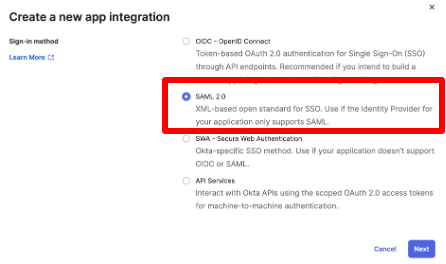 Create a new app integration
Sign-in method
Learn More
OIDC - OpenID Connect
Token-based OAuth 2.0 authentication for Single Sign-On (SSO)
through API endpoints. Recommended if you intend to build a
SAML 2.0
XML-based open standard for SSO. Use if the Identity Provider for
your application only supports SAML.
SWA - Secure Web Authentication
Okta-specific SSO method. Use if your application doesn't support
OIDC or SAML.
API Services
Interact with Okta APIs using the scoped OAuth 2.0 access tokens
for machine-to-machine authentication.
Cancel
Next